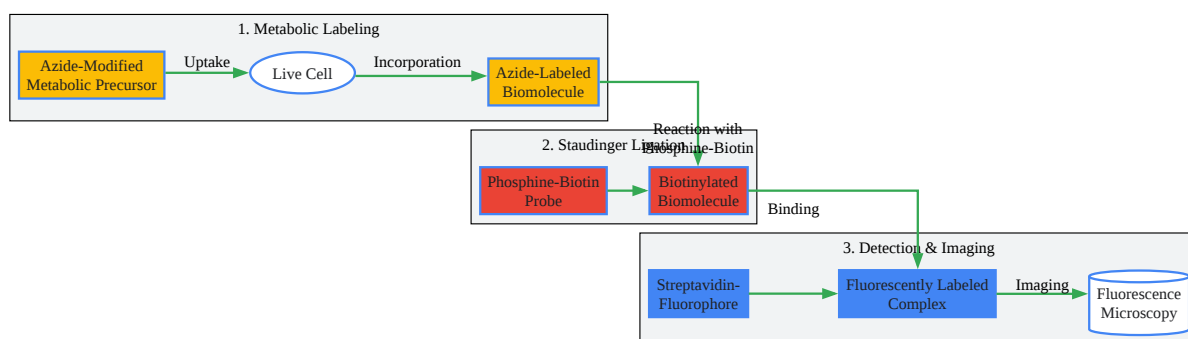 1. Metabolic Labeling
Azide-Modified
Metabolic Precursor
Uptake
Live Cell
Incorporation
Azide-Labeled
Biomolecule
Reaction with
Phosphine-Biotin
2. Staudinger Ligation
Phosphine-Biotin
Probe
Biotinylated
Biomolecule
Binding
3. Detection & Imaging
Streptavidin-
Fluorophore
Fluorescently Labeled
Complex
Imaging
Fluorescence
Microscopy